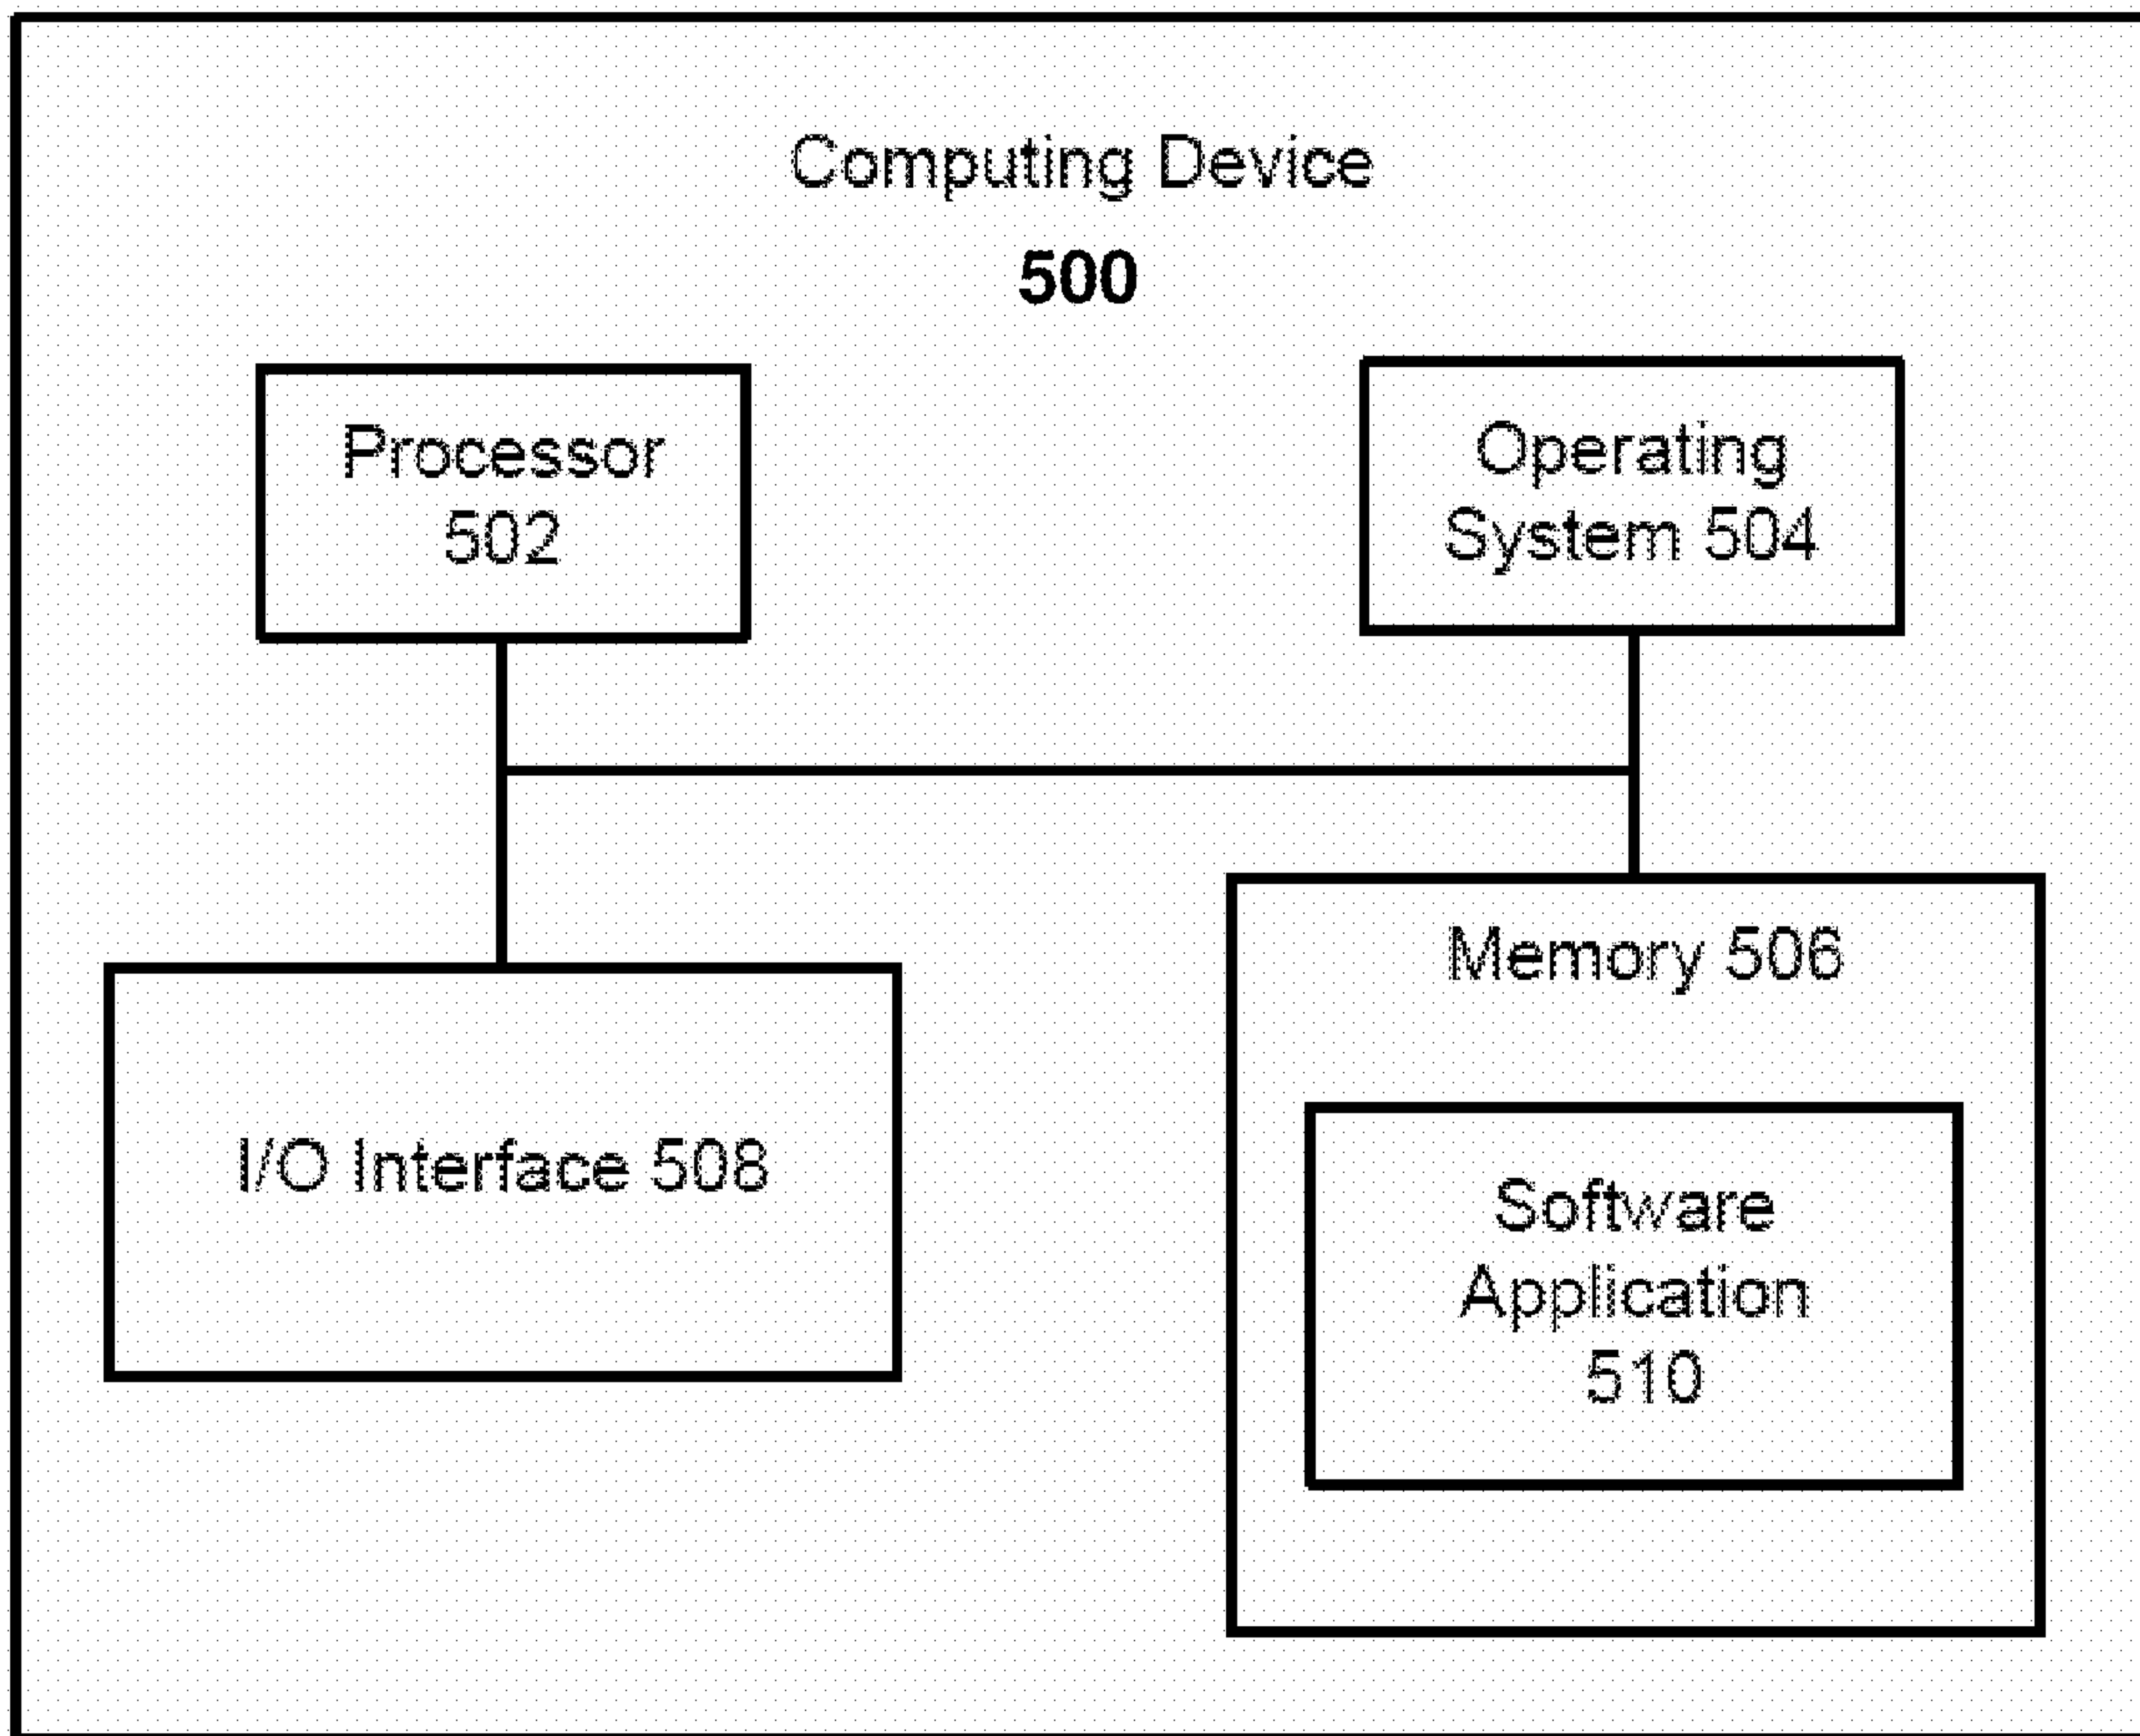 Computing Device
500
Processor
502
Operating
System 504
I/O Interface 508
Memory 506
Software
Application
510